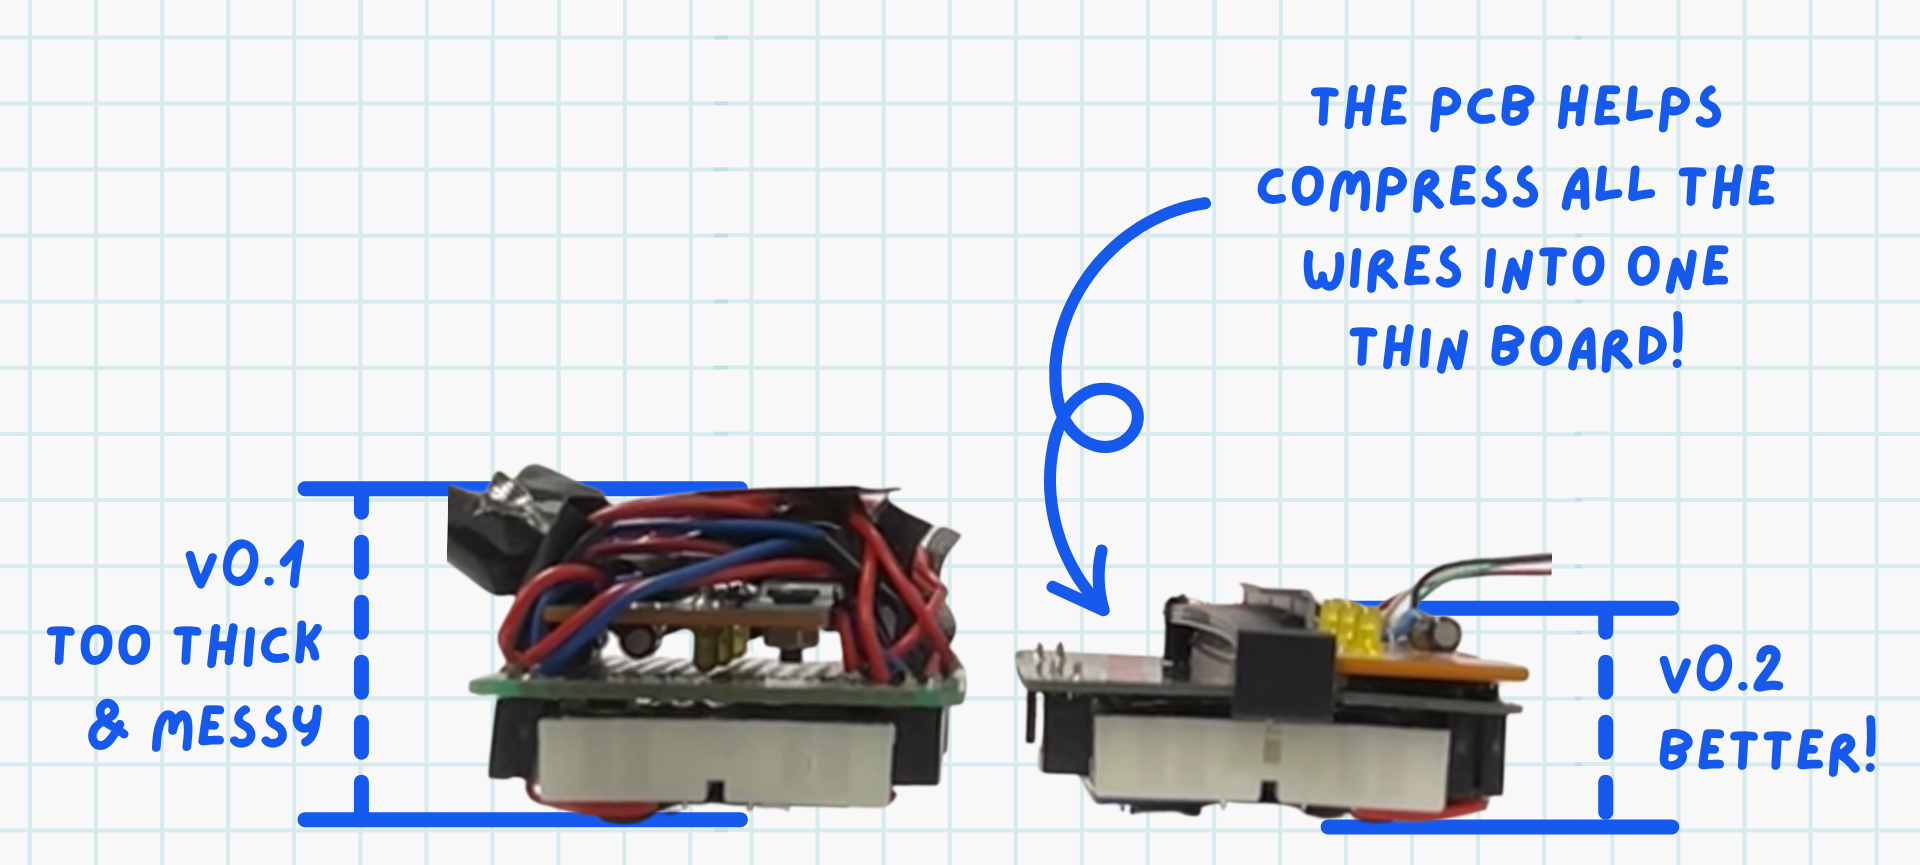 THE PCB HELPS
COMPRESS ALL THE
WIRES INTO ONE
THIN BOARD!
V0.1
TOO THICK
& MESSY
V0.2
BETTER!